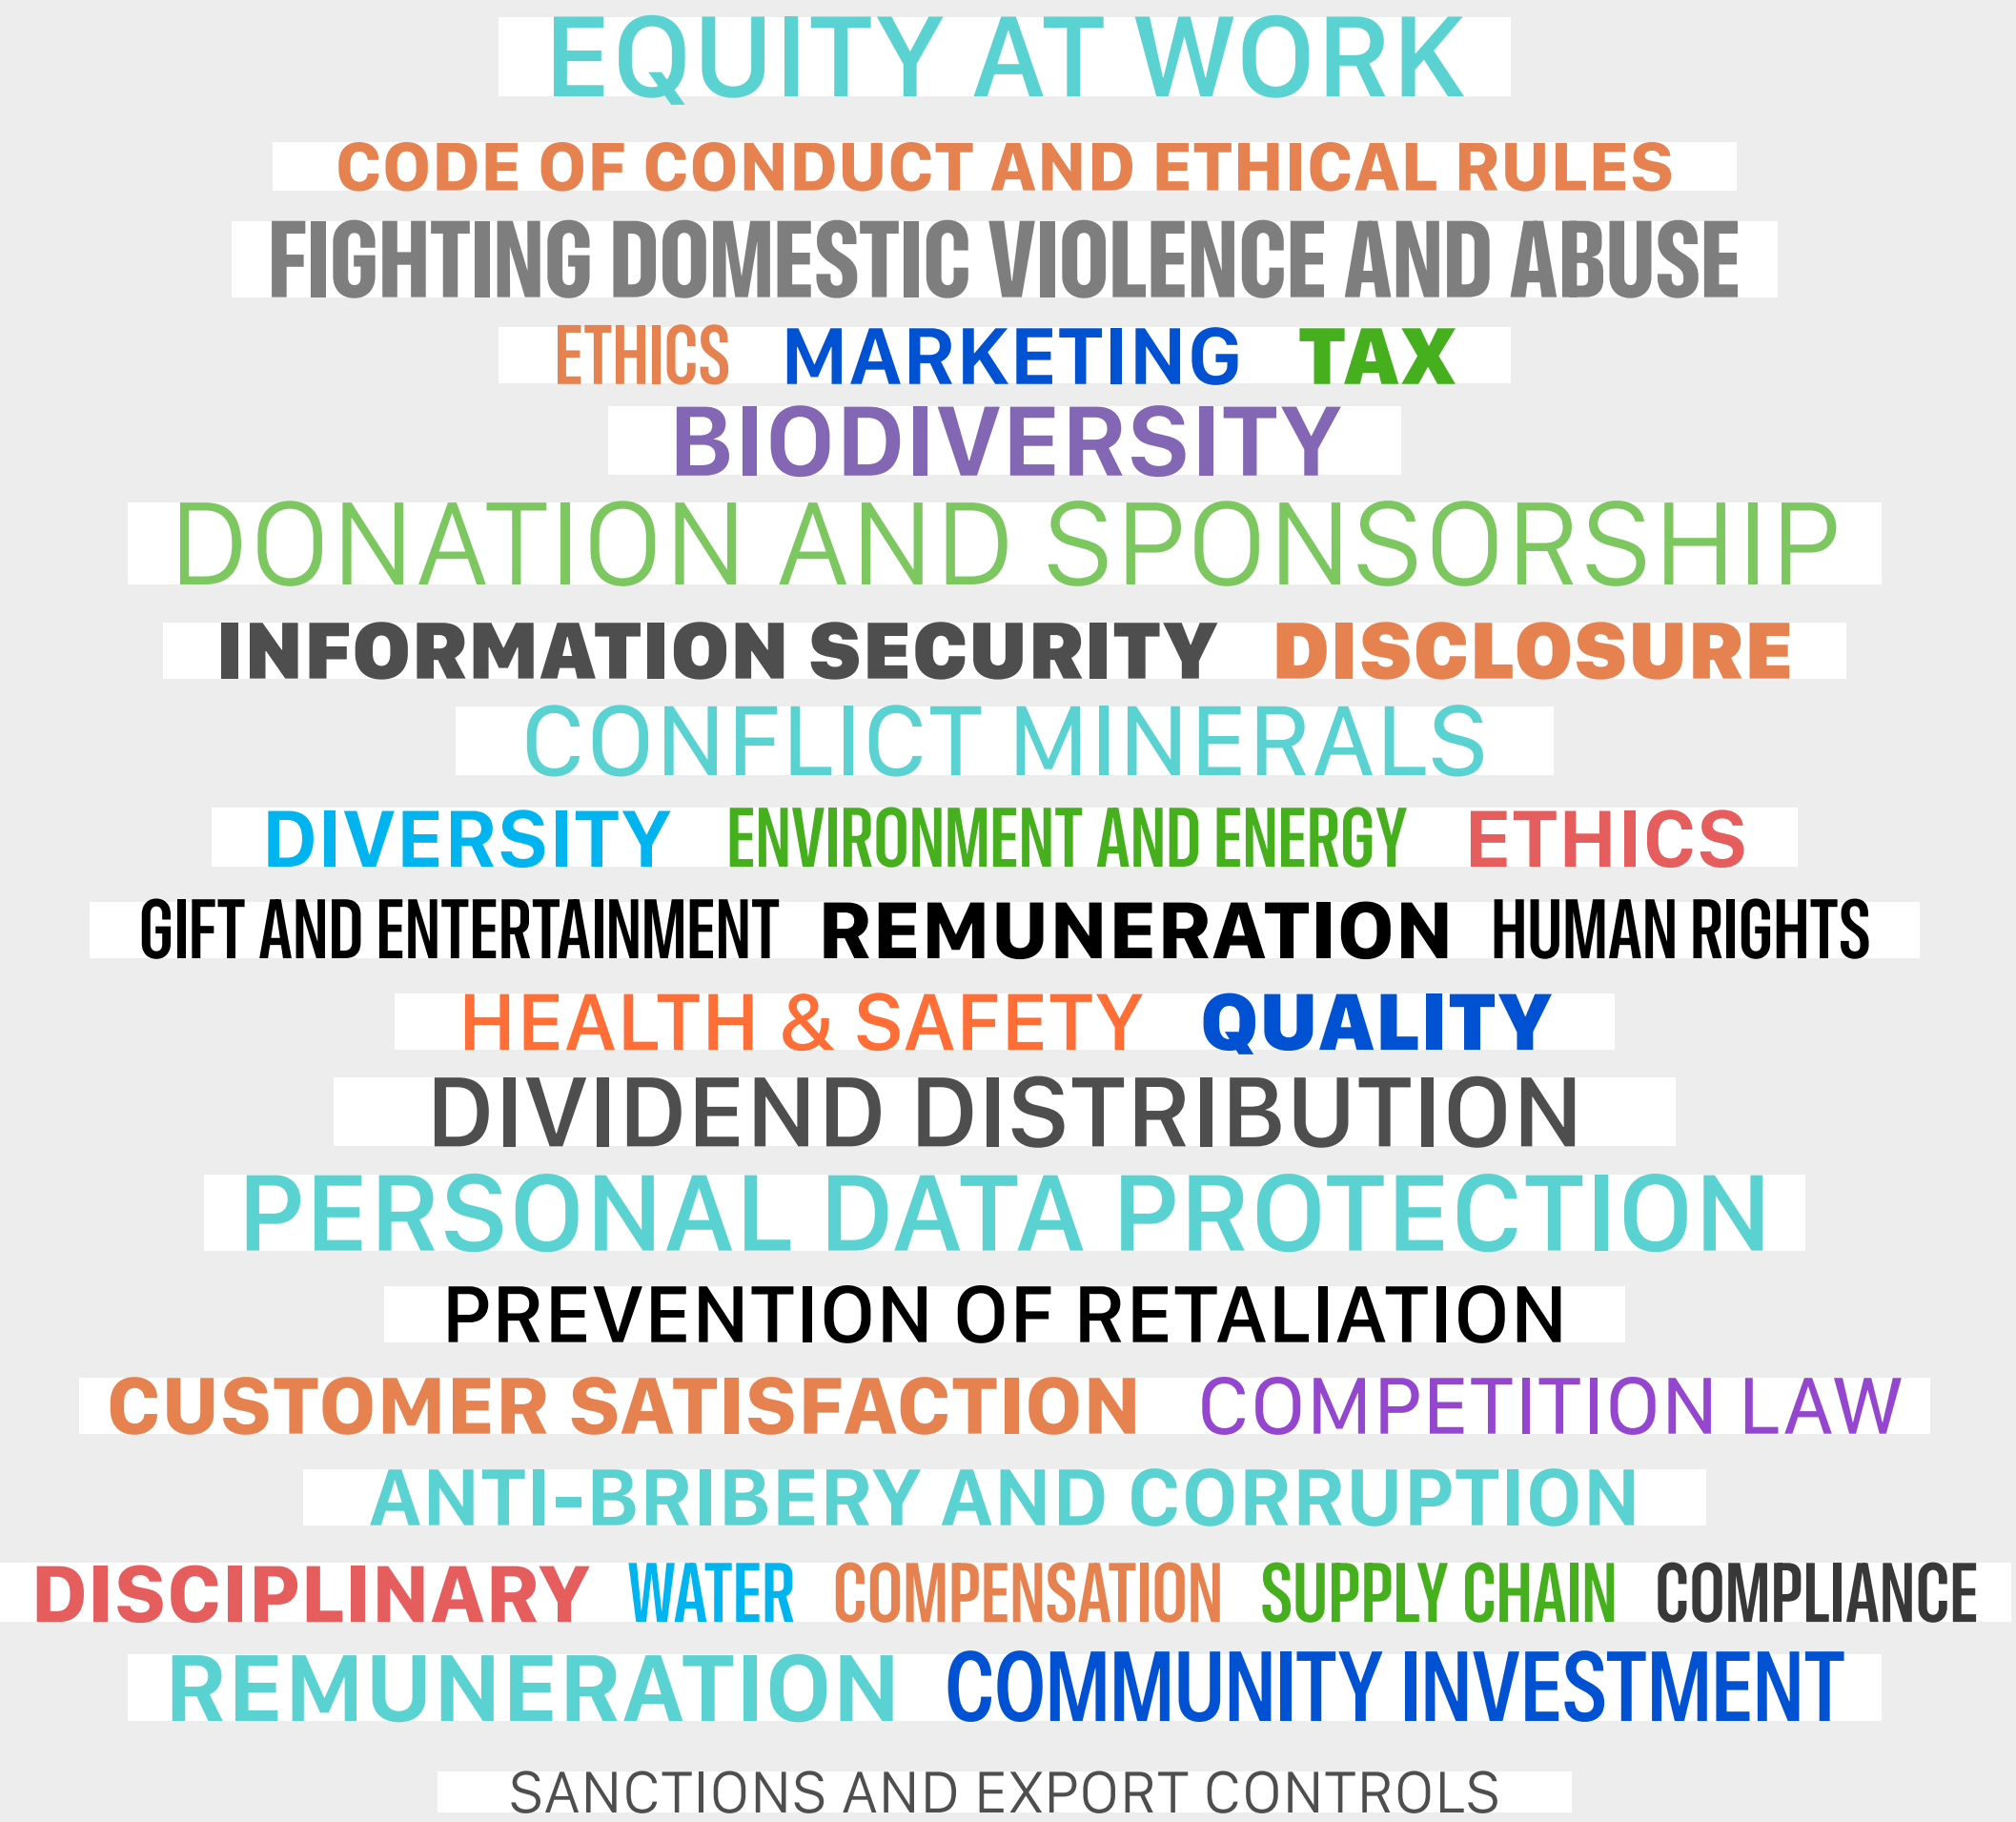 EQUITY AT WORK
CODE OF CONDUCT AND ETHICAL RULES
FIGHTING DOMESTIC VIOLENCE AND ABUSE
ETHICS MARKETING TAX
BIODIVERSITY
DONATION AND SPONSORSHIP
INFORMATION SECURITY DISCLOSURE
CONFLICT MINERALS
DIVERSITY ENVIRONMENT AND ENERGY ETHICS
GIFT AND ENTERTAINMENT REMUNERATION HUMAN RIGHTS
HEALTH & SAFETY QUALITY
DIVIDEND DISTRIBUTION
PERSONAL DATA PROTECTION
PREVENTION OF RETALIATION
CUSTOMER SATISFACTION COMPETITION LAW
ANTI-BRIBERY AND CORRUPTION
DISCIPLINARY WATER COMPENSATION SUPPLY CHAIN COMPLIANCE
REMUNERATION COMMUNITY INVESTMENT
SANCTIONS AND EXPORT CONTROLS